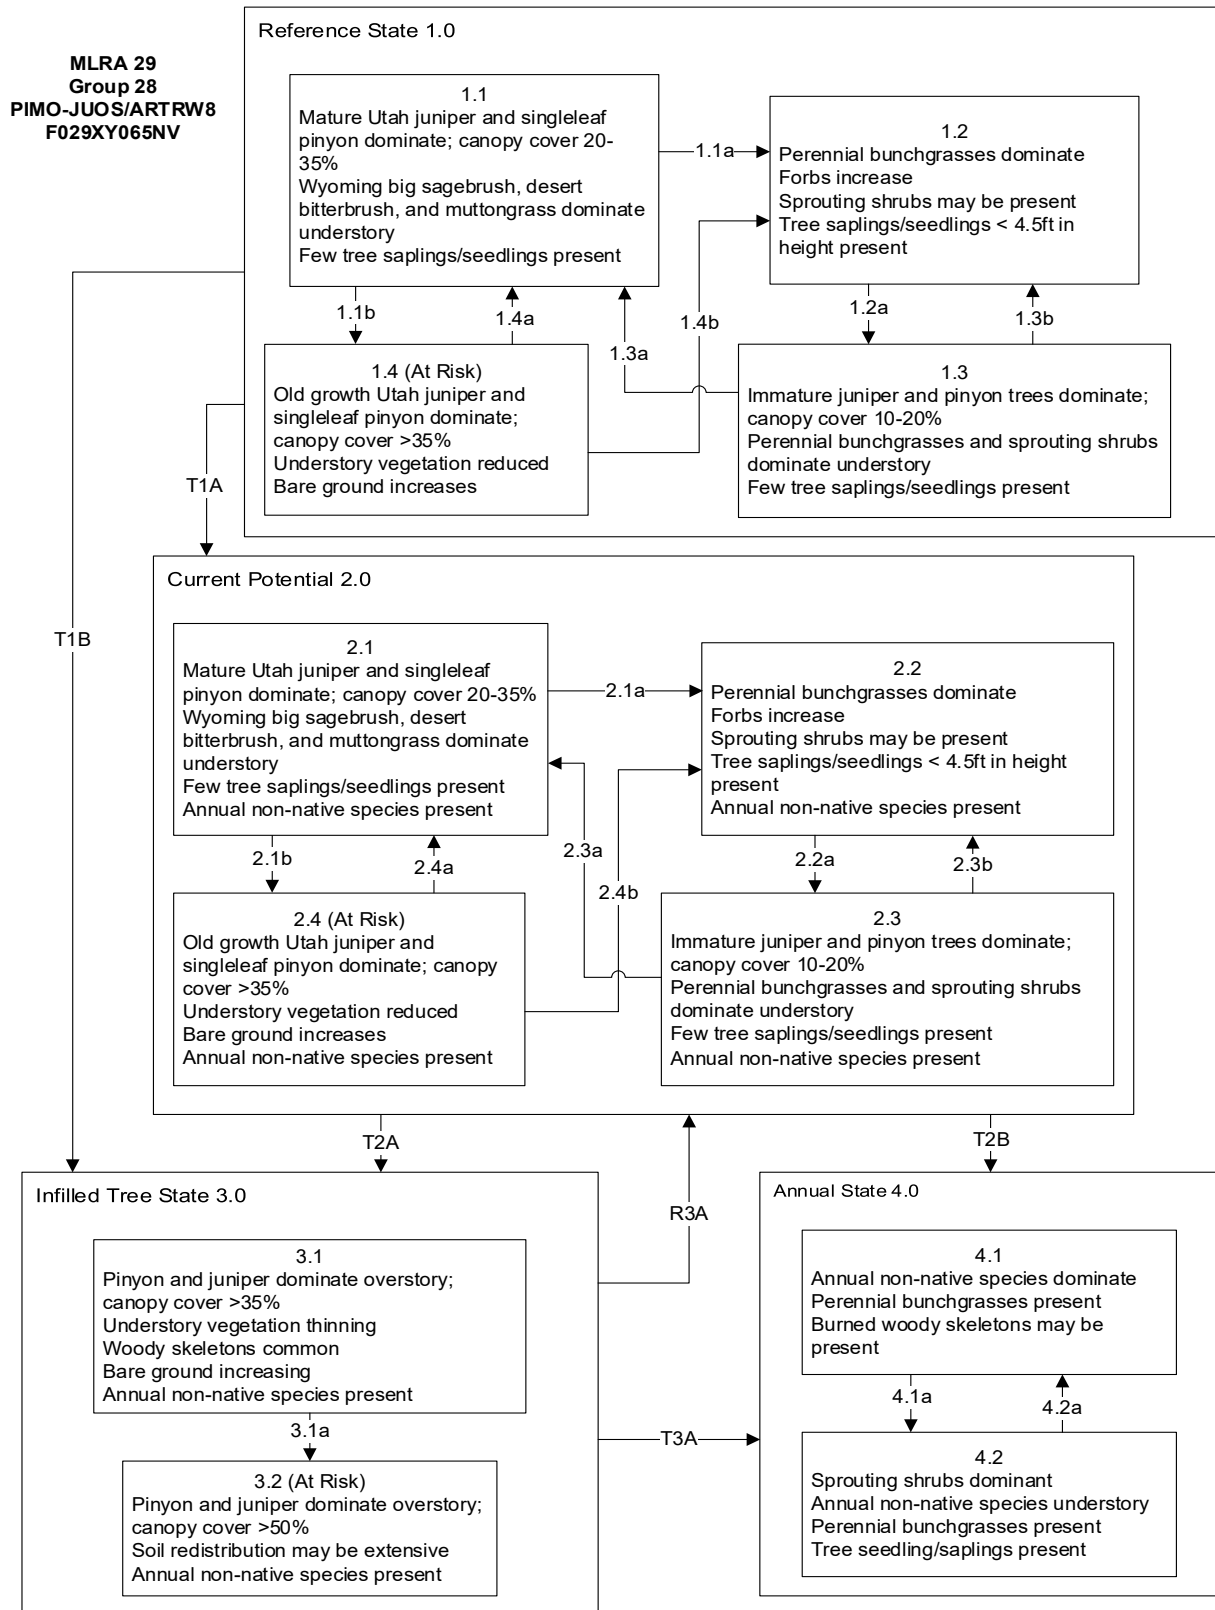 MLRA 29
Group 28
PIMO-JUOS/ARTRW8
F029XY065NV
Reference State 1.0
1.1
Mature Utah juniper and singleleaf
pinyon dominate; canopy cover 20-
35%
Wyoming big sagebrush, desert
bitterbrush, and muttongrass dominate
understory
Few tree saplings/seedlings present
1.1a
1.2
Perennial bunchgrasses dominate
Forbs increase
Sprouting shrubs may be present
Tree saplings/seedlings < 4.5ft in
height present
1.1b
1.4a
1.3a
1.4b
1.2a
1.3b
1.4 (At Risk)
Old growth Utah juniper and
singleleaf pinyon dominate;
canopy cover >35%
Understory vegetation reduced
Bare ground increases
1.3
Immature juniper and pinyon trees dominate;
canopy cover 10-20%
Perennial bunchgrasses and sprouting shrubs
dominate understory
Few tree saplings/seedlings present
T1A
T1B
Current Potential 2.0
2.1
Mature Utah juniper and singleleaf
pinyon dominate; canopy cover 20-35%
Wyoming big sagebrush, desert
bitterbrush, and muttongrass dominate
understory
Few tree saplings/seedlings present
Annual non-native species present
2.1a
2.2
Perennial bunchgrasses dominate
Forbs increase
Sprouting shrubs may be present
Tree saplings/seedlings < 4.5ft in height
present
Annual non-native species present
2.1b
2.4a
2.3a
2.4b
2.2a
2.3b
2.4 (At Risk)
Old growth Utah juniper and
singleleaf pinyon dominate; canopy
cover >35%
Understory vegetation reduced
Bare ground increases
Annual non-native species present
2.3
Immature juniper and pinyon trees dominate;
canopy cover 10-20%
Perennial bunchgrasses and sprouting shrubs
dominate understory
Few tree saplings/seedlings present
Annual non-native species present
T2A
R3A
T2B
Infilled Tree State 3.0
3.1
Pinyon and juniper dominate overstory;
canopy cover >35%
Understory vegetation thinning
Woody skeletons common
Bare ground increasing
Annual non-native species present
3.1a
3.2 (At Risk)
Pinyon and juniper dominate overstory;
canopy cover >50%
Soil redistribution may be extensive
Annual non-native species present
T3A
Annual State 4.0
4.1
Annual non-native species dominate
Perennial bunchgrasses present
Burned woody skeletons may be
present
4.1a
4.2a
4.2
Sprouting shrubs dominant
Annual non-native species understory
Perennial bunchgrasses present
Tree seedling/saplings present